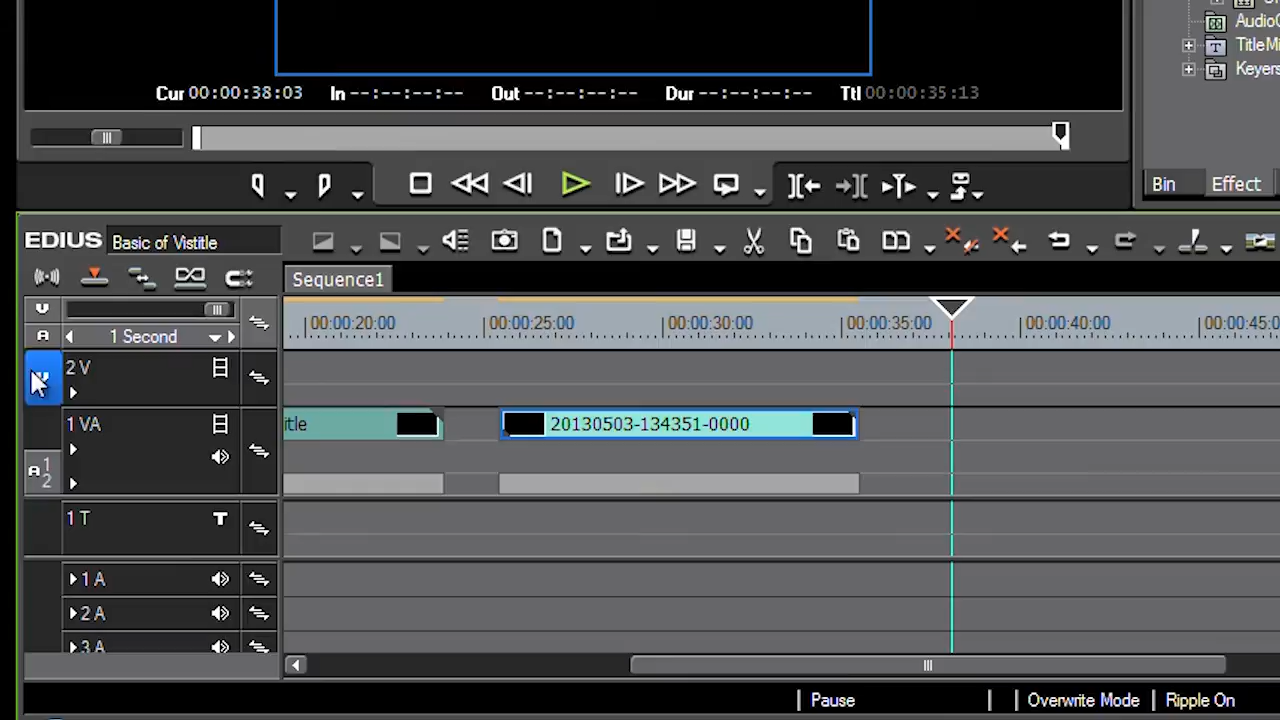 AudioC
TitleMi
Keyers
Cur 00:00:38:03 In --:--:--:-- Out --:--:--:-- Dur --:--:--:-- Ttl 00:00:35:13
Bin Effect
EDIUS Basic of Vistitle
Sequence1
1 Second
00:00:20:00 00:00:25:00 00:00:30:00 00:00:35:00 00:00:40:00 00:00:45:0
2 V
1 VA
itle 20130503-134351-0000
A 1
2
1 T T
1 A
2 A
3 A
Pause Overwrite Mode Ripple On